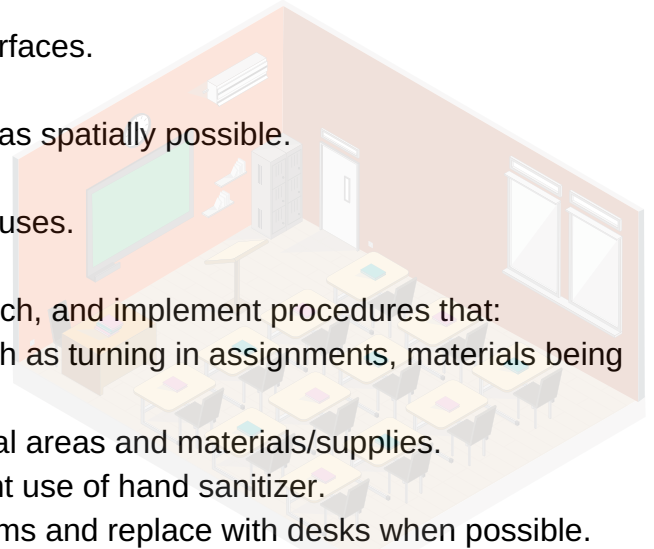 rfaces.
as spatially possible.
uses.
ch, and implement procedures that:
h as turning in assignments, materials being
al areas and materials/supplies.
nt use of hand sanitizer.
ms and replace with desks when possible.